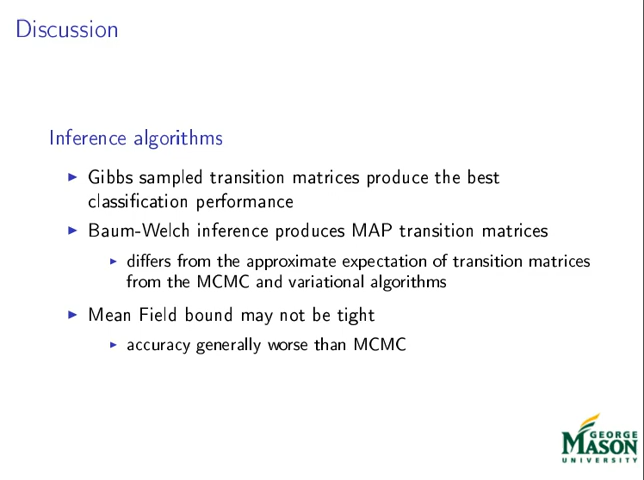 Discussion
Inference algorithms
Gibbs sampled transition matrices produce the best
classification performance
Baum-Welch inference produces MAP transition matrices
differs from the approximate expectation of transition matrices
from the MCMC and variational algorithms
Mean Field bound may not be tight
accuracy generally worse than MCMC
GEORGE
MASON
UNIVERSITY